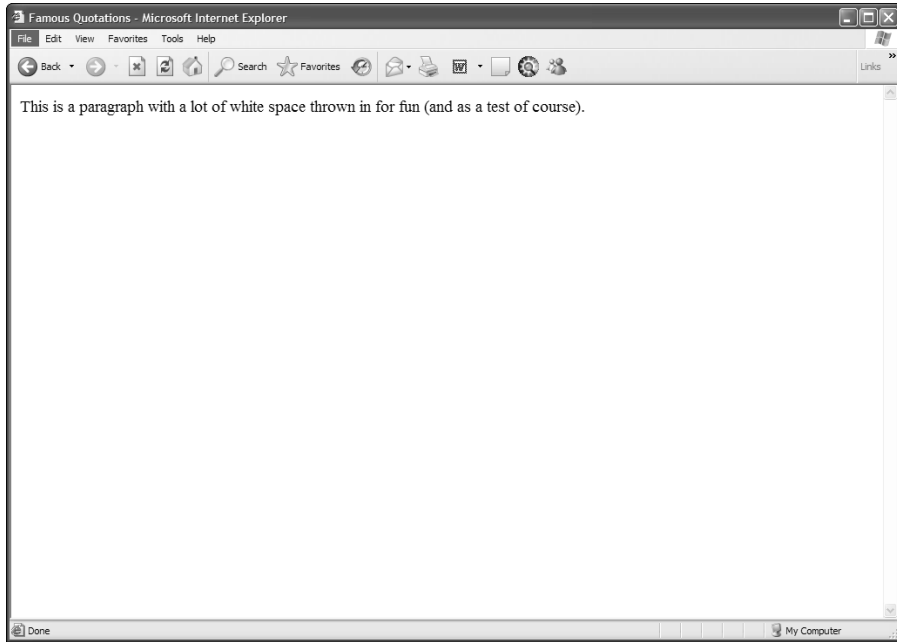 Famous Quotations - Microsoft Internet Explorer
File Edit View Favorites Tools Help
Back Search Favorites W Links »
This is a paragraph with a lot of white space thrown in for fun (and as a test of course).
Done My Computer